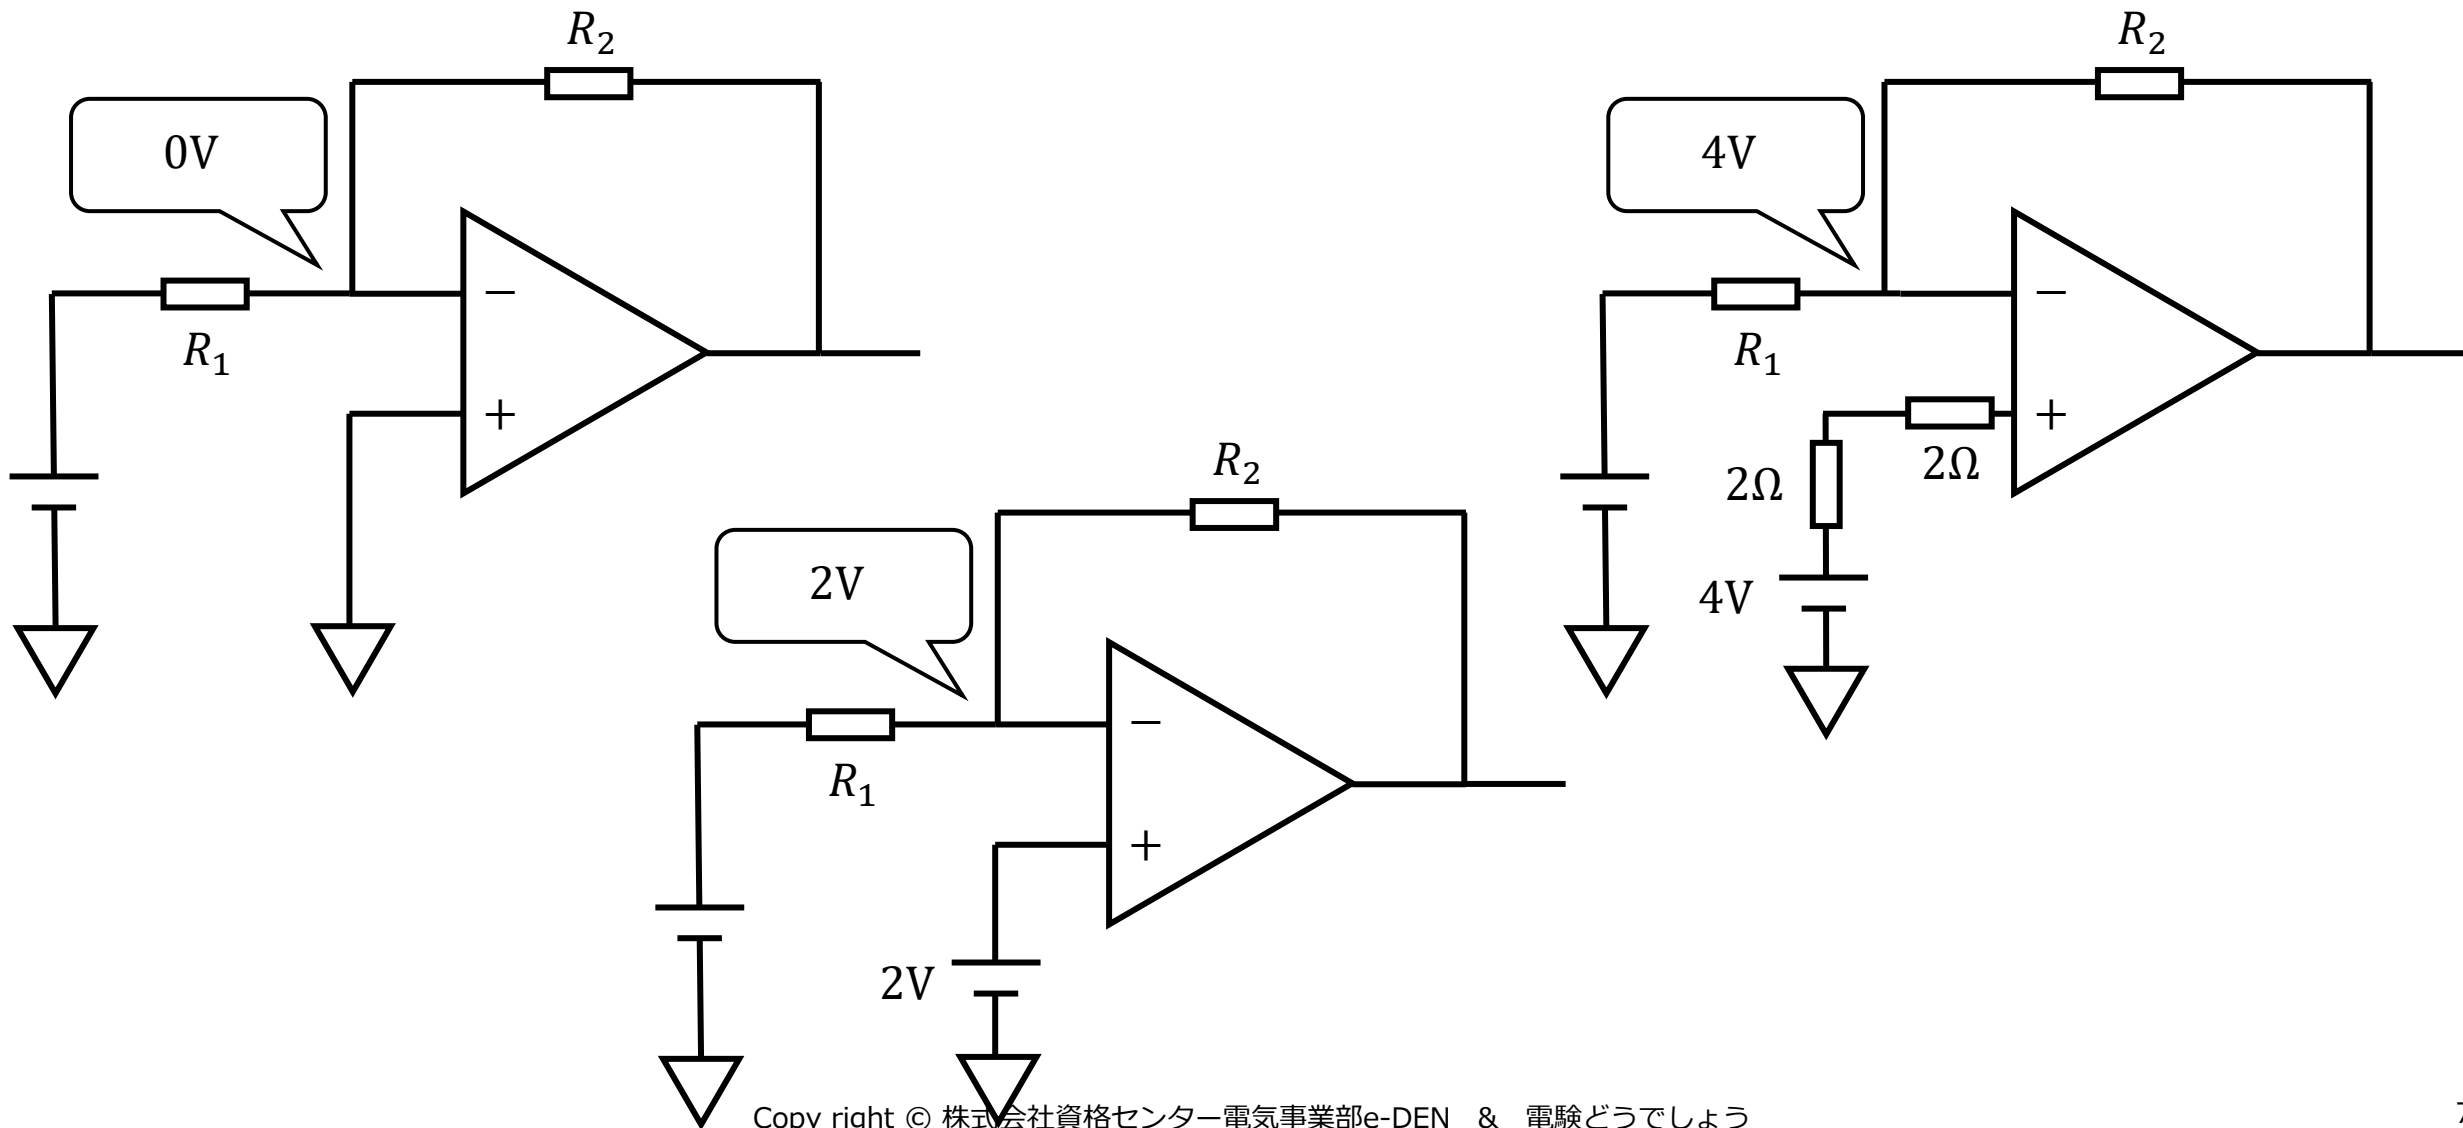 R₂
0V
−
R₁
+
R₂
4V
−
R₁
+
2Ω
2Ω
4V
R₂
2V
−
R₁
+
2V
Copy right © 株式会社資格センター電気事業部e-DEN & 電験どうでしょう